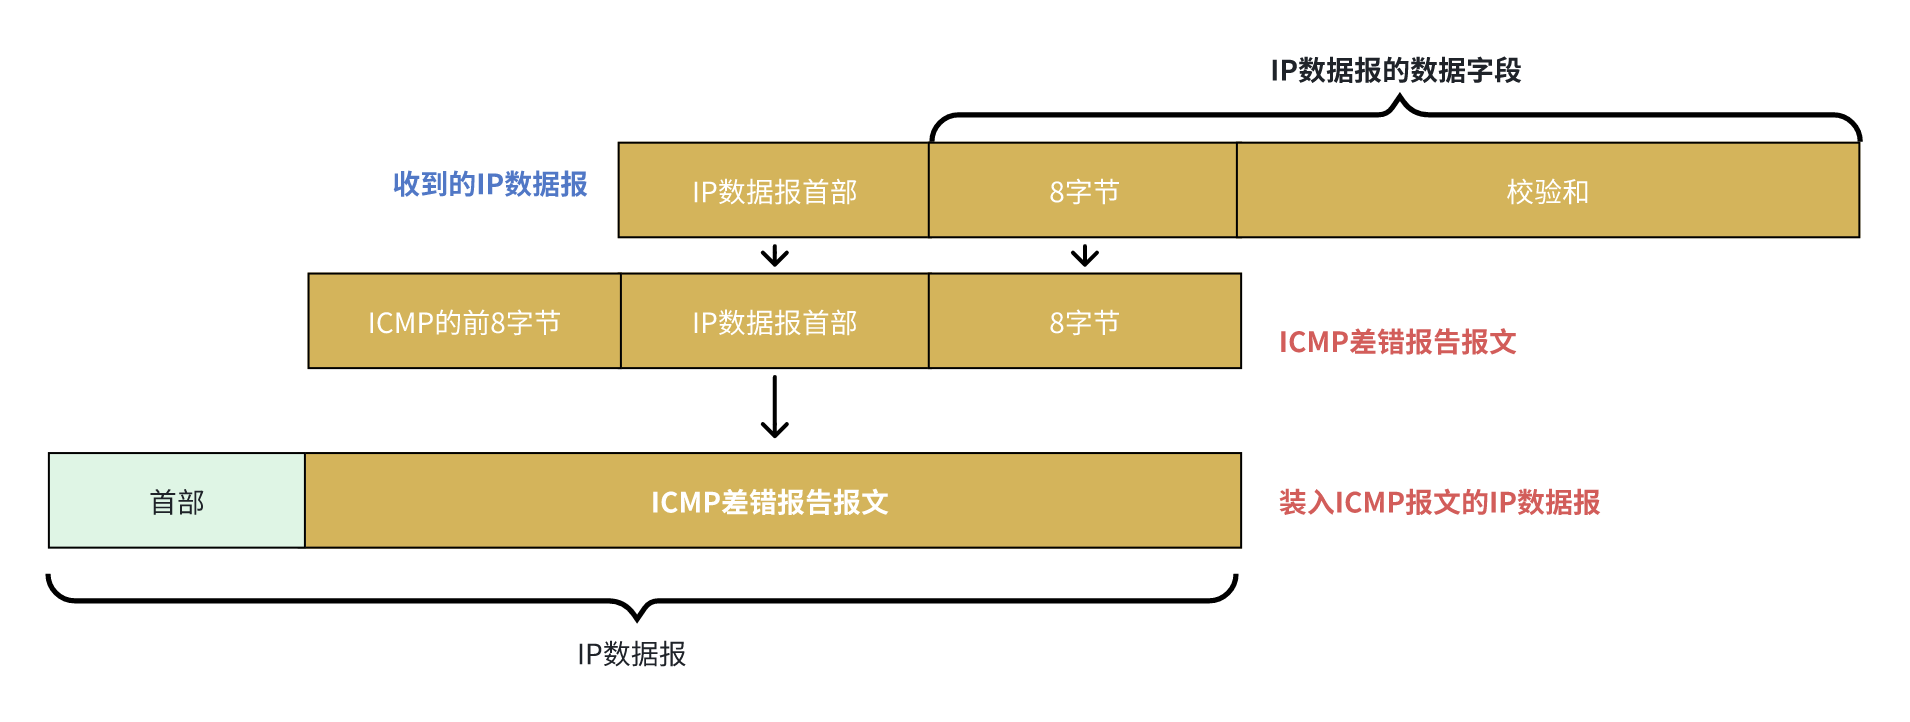 IP数据报的数据字段
收到的IP数据报
IP数据报首部
8字节
校验和
ICMP的前8字节
IP数据报首部
8字节
ICMP差错报告报文
首部
ICMP差错报告报文
装入ICMP报文的IP数据报
IP数据报